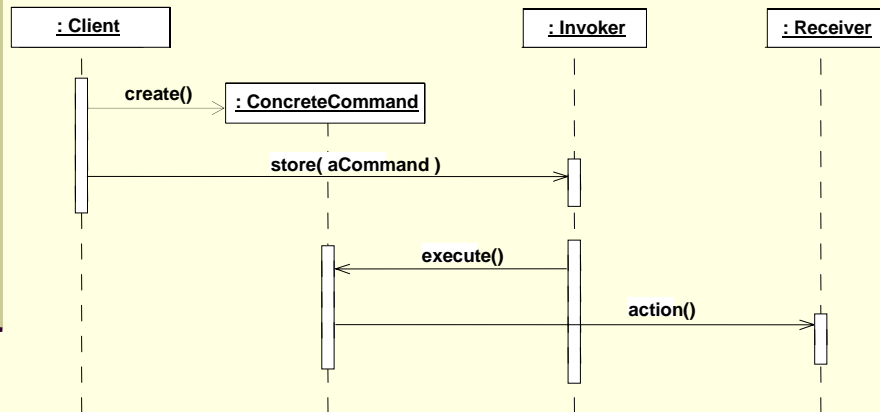 : Client
: Invoker
: Receiver
create()
: ConcreteCommand
store( aCommand )
execute()
action()